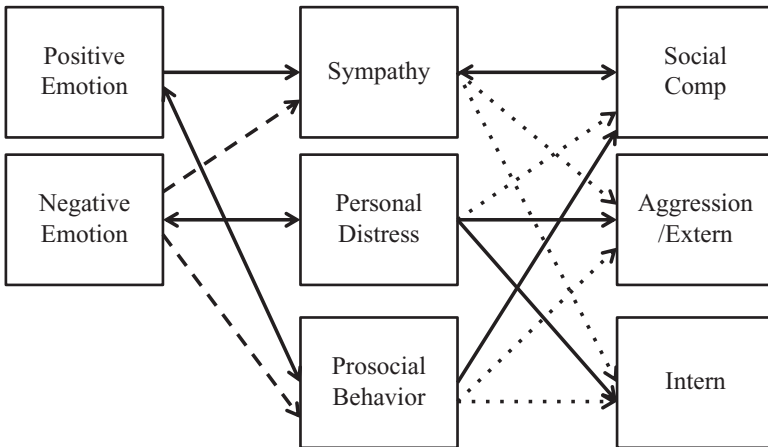 Positive
Emotion
Sympathy
Social
Comp
Negative
Emotion
Personal
Distress
Aggression
/Extern
Prosocial
Behavior
Intern